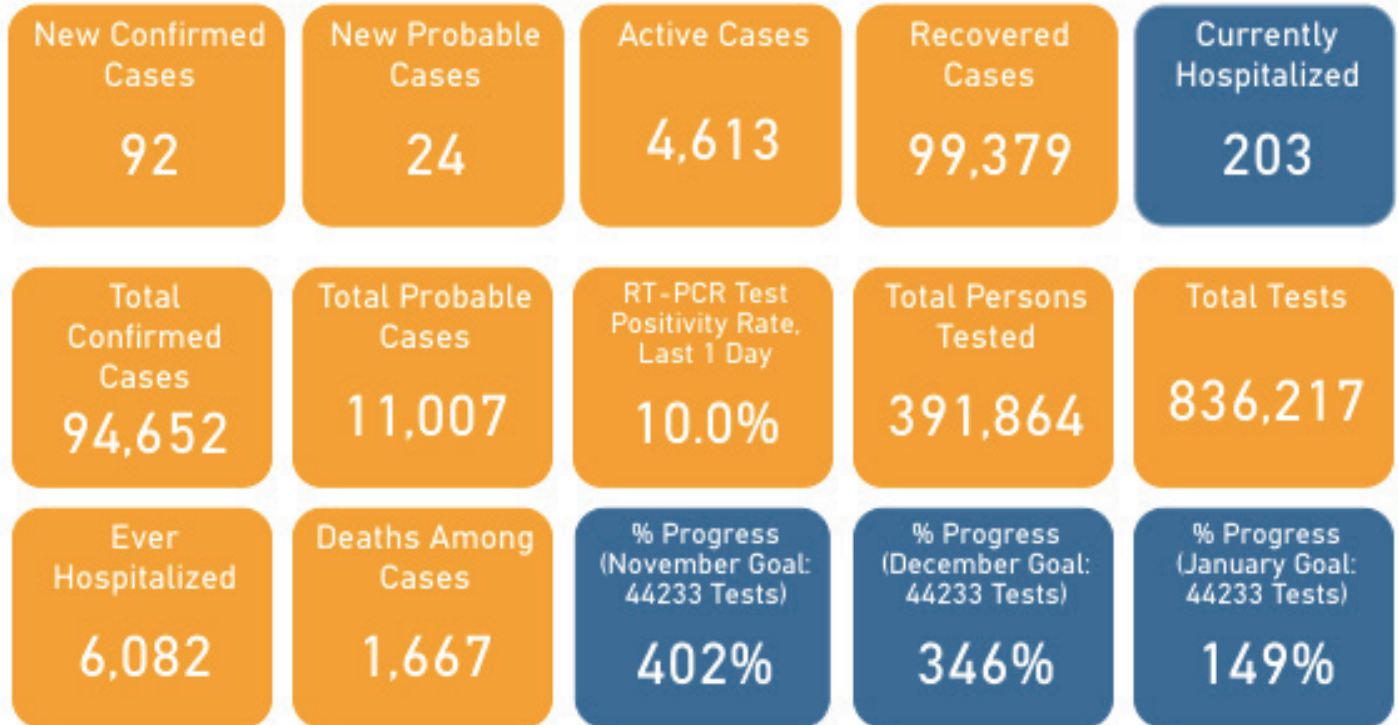 New Confirmed
Cases
92
New Probable
Cases
24
Active Cases
4,613
Recovered
Cases
99,379
Currently
Hospitalized
203
Total
Confirmed
Cases
94,652
Total Probable
Cases
11,007
RT-PCR Test
Positivity Rate,
Last 1 Day
10.0%
Total Persons
Tested
391,864
Total Tests
836,217
Ever
Hospitalized
6,082
Deaths Among
Cases
1,667
% Progress
(November Goal:
44233 Tests)
402%
% Progress
(December Goal:
44233 Tests)
346%
% Progress
(January Goal:
44233 Tests)
149%